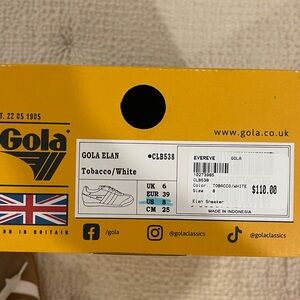 T. 22 05 1905
www.gola.co.uk
Gola
GOLA ELAN •CLB538
Tobacco/White
UK 6
EUR 39
US 8
CM 25
EVEREVE GOLA
10273985
CLB538
Color: TOBACCO/WHITE
Size 8
$110.00
Elan Sneaker
MADE IN INDONESIA
RN IN BRITAIN
/gola
@golaclassics
@golaclassics